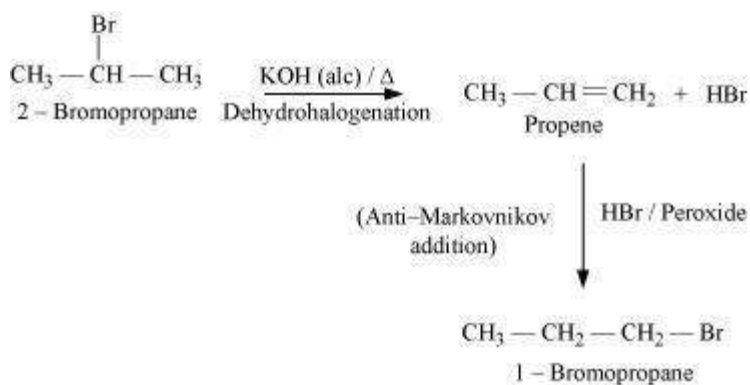 Br
CH₃ — CH — CH₃
2 – Bromopropane
KOH (alc) / Δ
Dehydrohalogenation
CH₃ — CH = CH₂ + HBr
Propene
(Anti–Markovnikov
addition)
HBr / Peroxide
CH₃ — CH₂ — CH₂ — Br
1 – Bromopropane